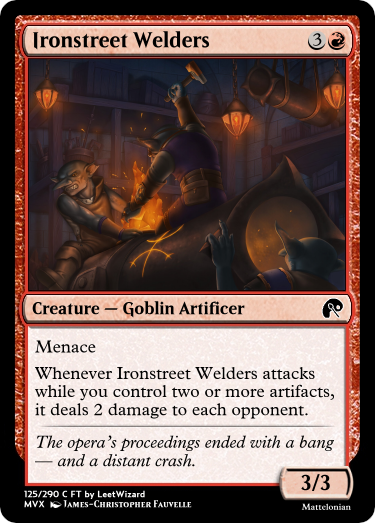 Ironstreet Welders 3
Creature — Goblin Artificer
Menace
Whenever Ironstreet Welders attacks
while you control two or more artifacts,
it deals 2 damage to each opponent.
The opera's proceedings ended with a bang
— and a distant crash.
3/3
125/290 C FT by LeetWizard
MVX James-Christopher Fauvelle
Mattelonian